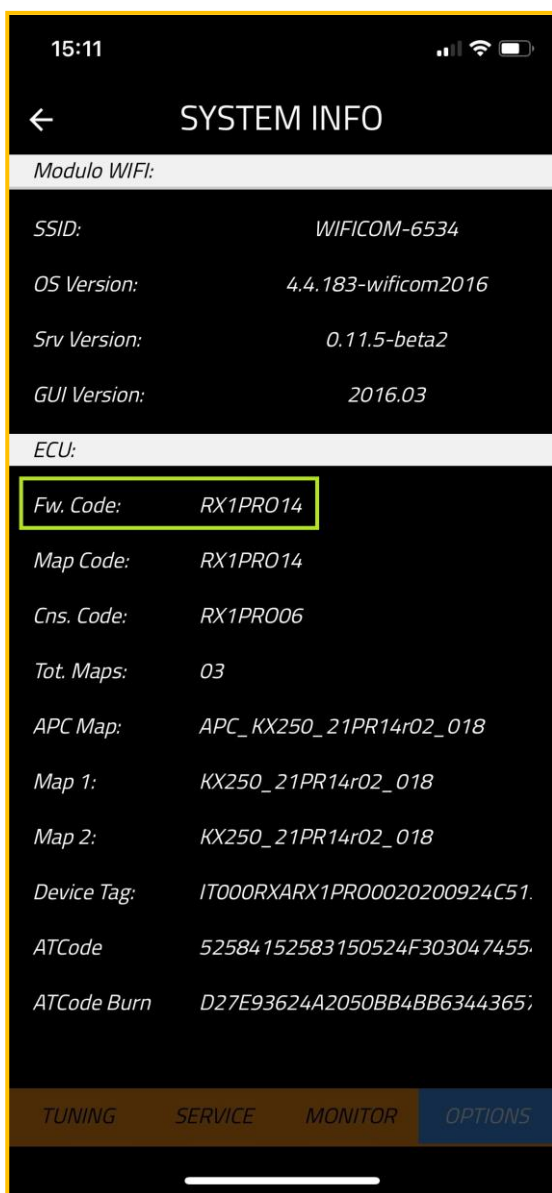 15:11
SYSTEM INFO
Modulo WIFI:
SSID: WIFICOM-6534
OS Version: 4.4.183-wificom2016
Srv Version: 0.11.5-beta2
GUI Version: 2016.03
ECU:
Fw. Code: RX1PRO14
Map Code: RX1PRO14
Cns. Code: RX1PRO06
Tot. Maps: 03
APC Map: APC_KX250_21PR14r02_018
Map 1: KX250_21PR14r02_018
Map 2: KX250_21PR14r02_018
Device Tag: IT000RXARX1PRO0020200924C51.
ATCode 52584152583150524F3030474554
ATCode Burn D27E93624A2050BB4BB63443657
TUNING SERVICE MONITOR OPTIONS